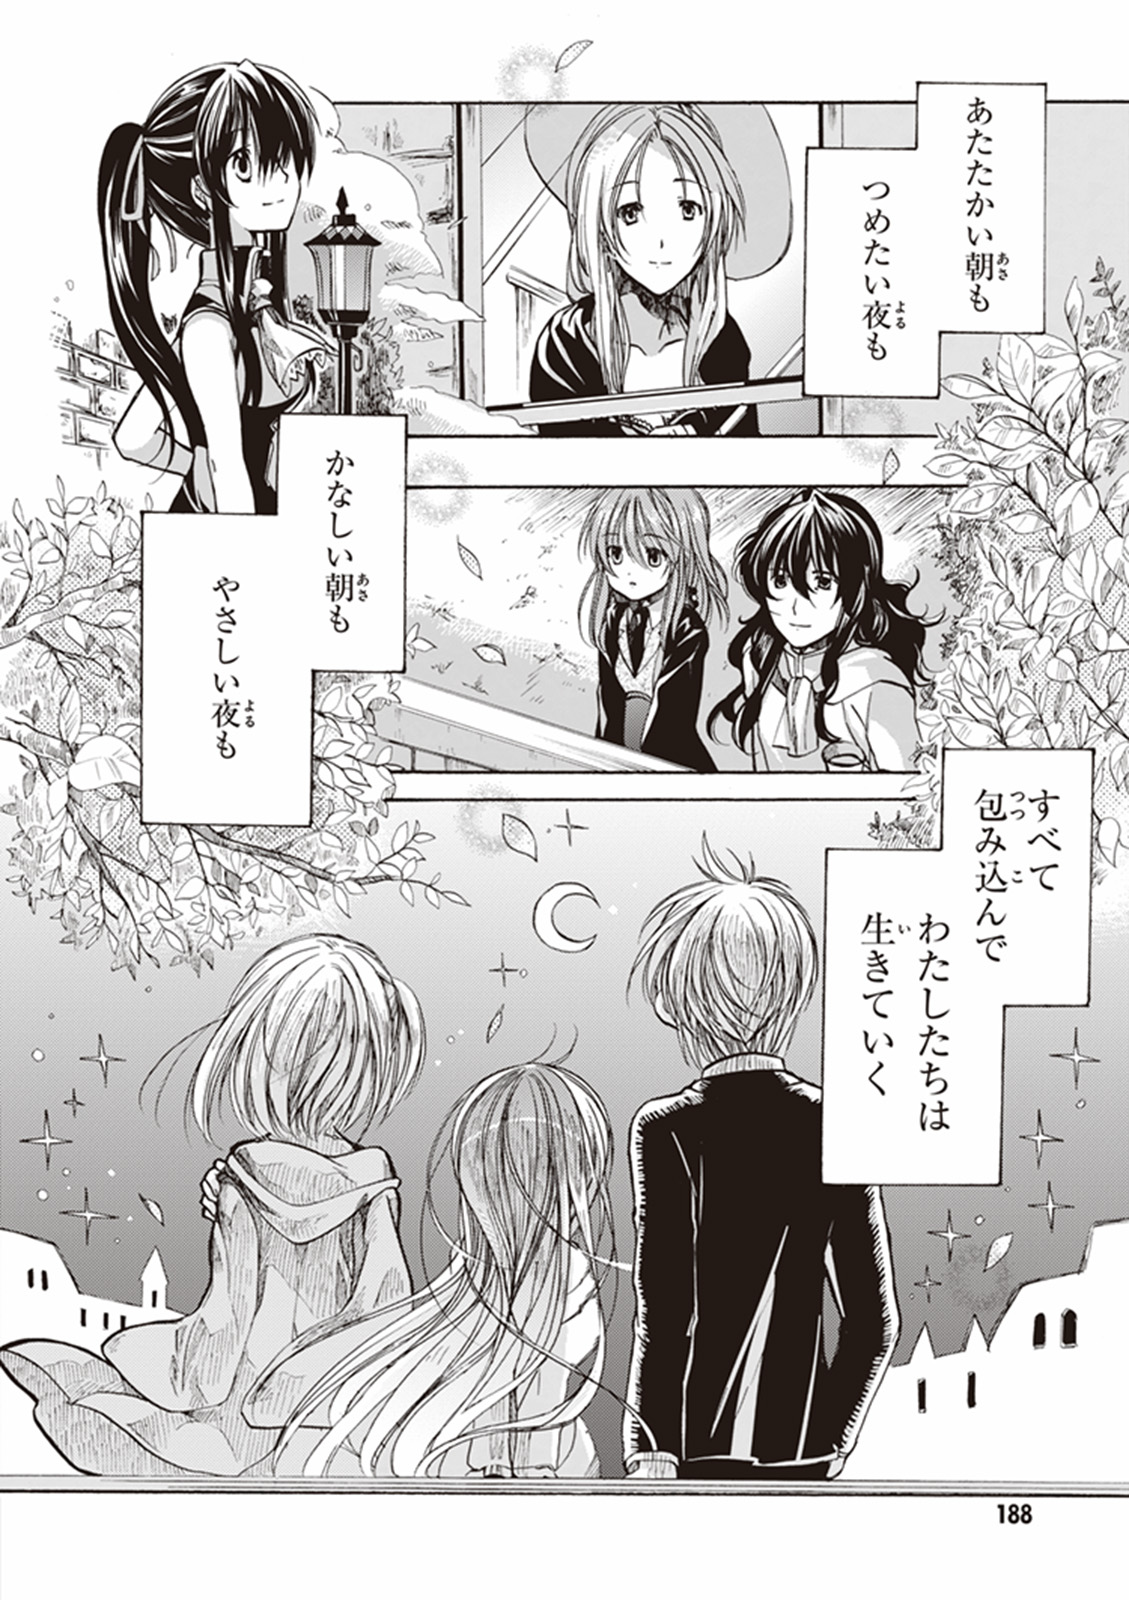 あたたかい朝も
つめたい夜も
かなしい朝も
やさしい夜も
すべて
包み込んで
わたしたちは
生きていく
188